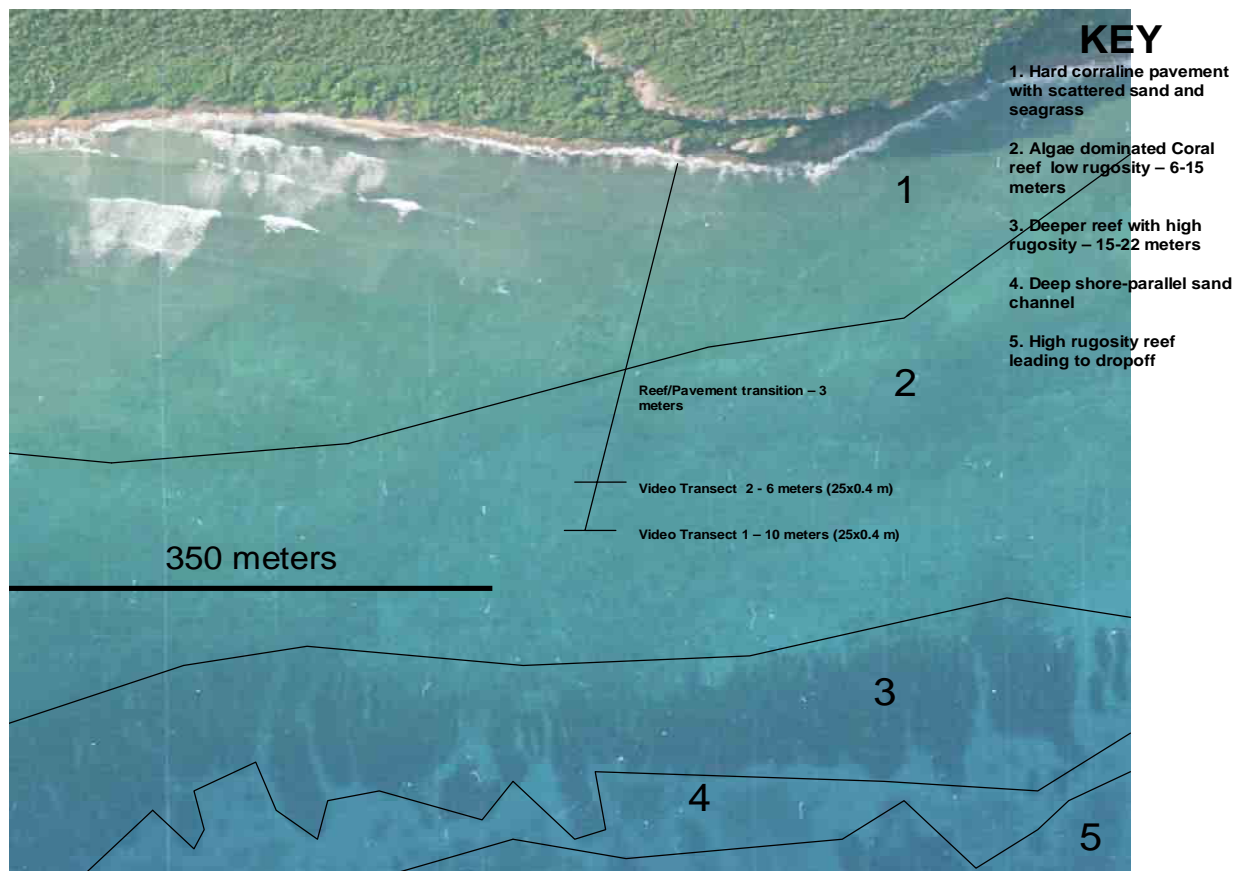 KEY
1. Hard corraline pavement
with scattered sand and
seagrass
2. Algae dominated Coral
reef low rugosity – 6-15
meters
3. Deeper reef with high
rugosity – 15-22 meters
4. Deep shore-parallel sand
channel
5. High rugosity reef
leading to dropoff
1
2
Reef/Pavement transition – 3
meters
Video Transect 2 - 6 meters (25x0.4 m)
Video Transect 1 – 10 meters (25x0.4 m)
350 meters
3
4
5